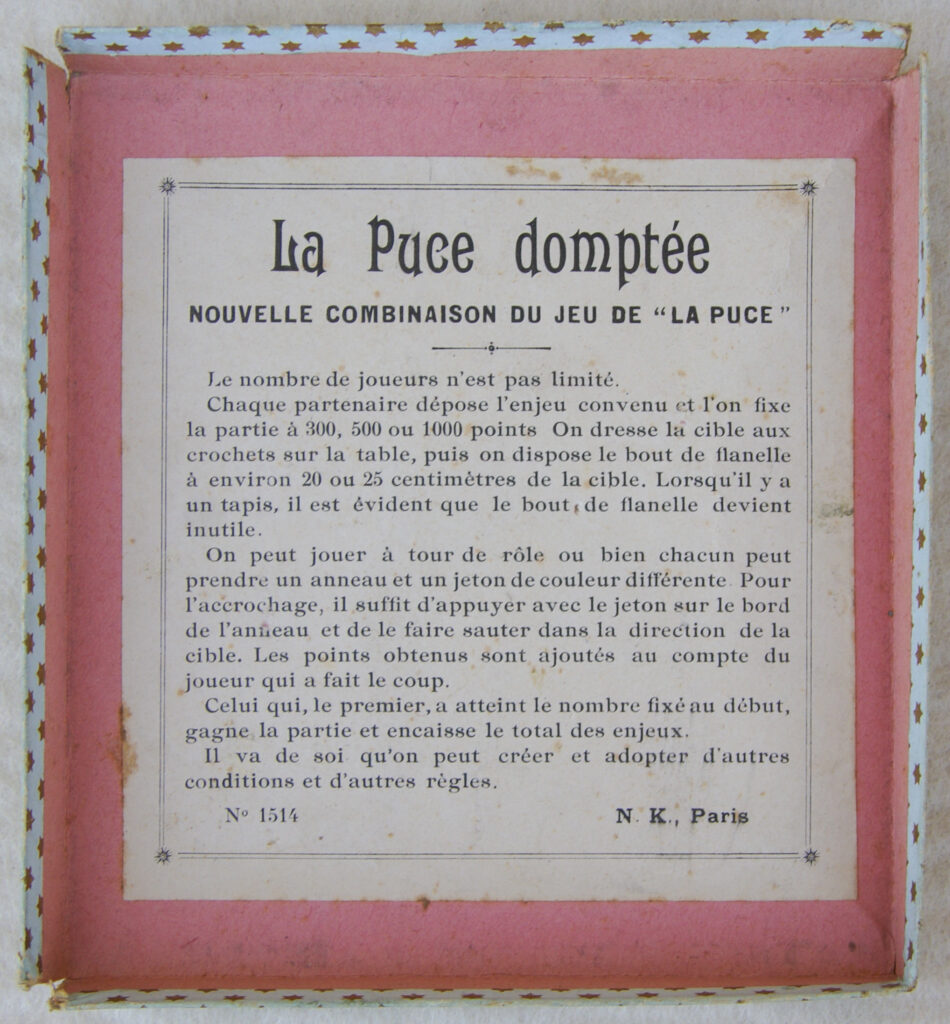 La Puce domptée
NOUVELLE COMBINAISON DU JEU DE "LA PUCE"
Le nombre de joueurs n'est pas limité.
Chaque partenaire dépose l'enjeu convenu et l'on fixe
la partie à 300, 500 ou 1000 points On dresse la cible aux
crochets sur la table, puis on dispose le bout de flanelle
à environ 20 ou 25 centimètres de la cible. Lorsqu'il y a
un tapis, il est évident que le bout de flanelle devient
inutile.
On peut jouer à tour de rôle ou bien chacun peut
prendre un anneau et un jeton de couleur différente Pour
l'accrochage, il suffit d'appuyer avec le jeton sur le bord
de l'anneau et de le faire sauter dans la direction de la
cible. Les points obtenus sont ajoutés au compte du
joueur qui a fait le coup.
Celui qui, le premier, a atteint le nombre fixé au début,
gagne la partie et encaisse le total des enjeux.
Il va de soi qu'on peut créer et adopter d'autres
conditions et d'autres règles.
Nº 1514 N. K., Paris